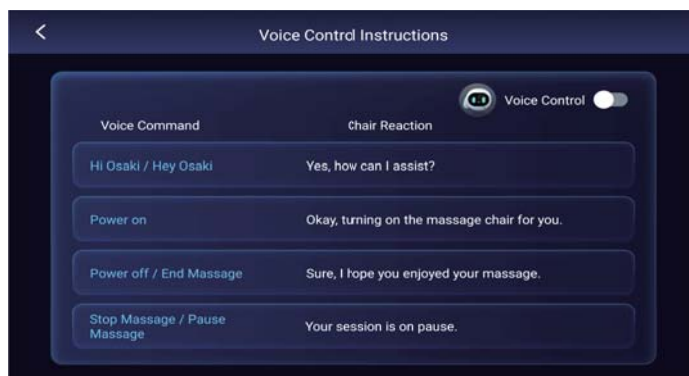 Voice Control Instructions
Voice Control
Voice Command Chair Reaction
Hi Osaki / Hey Osaki Yes, how can I assist?
Power on Okay, turning on the massage chair for you.
Power off / End Massage Sure, I hope you enjoyed your massage.
Stop Massage / Pause
Massage
Your session is on pause.